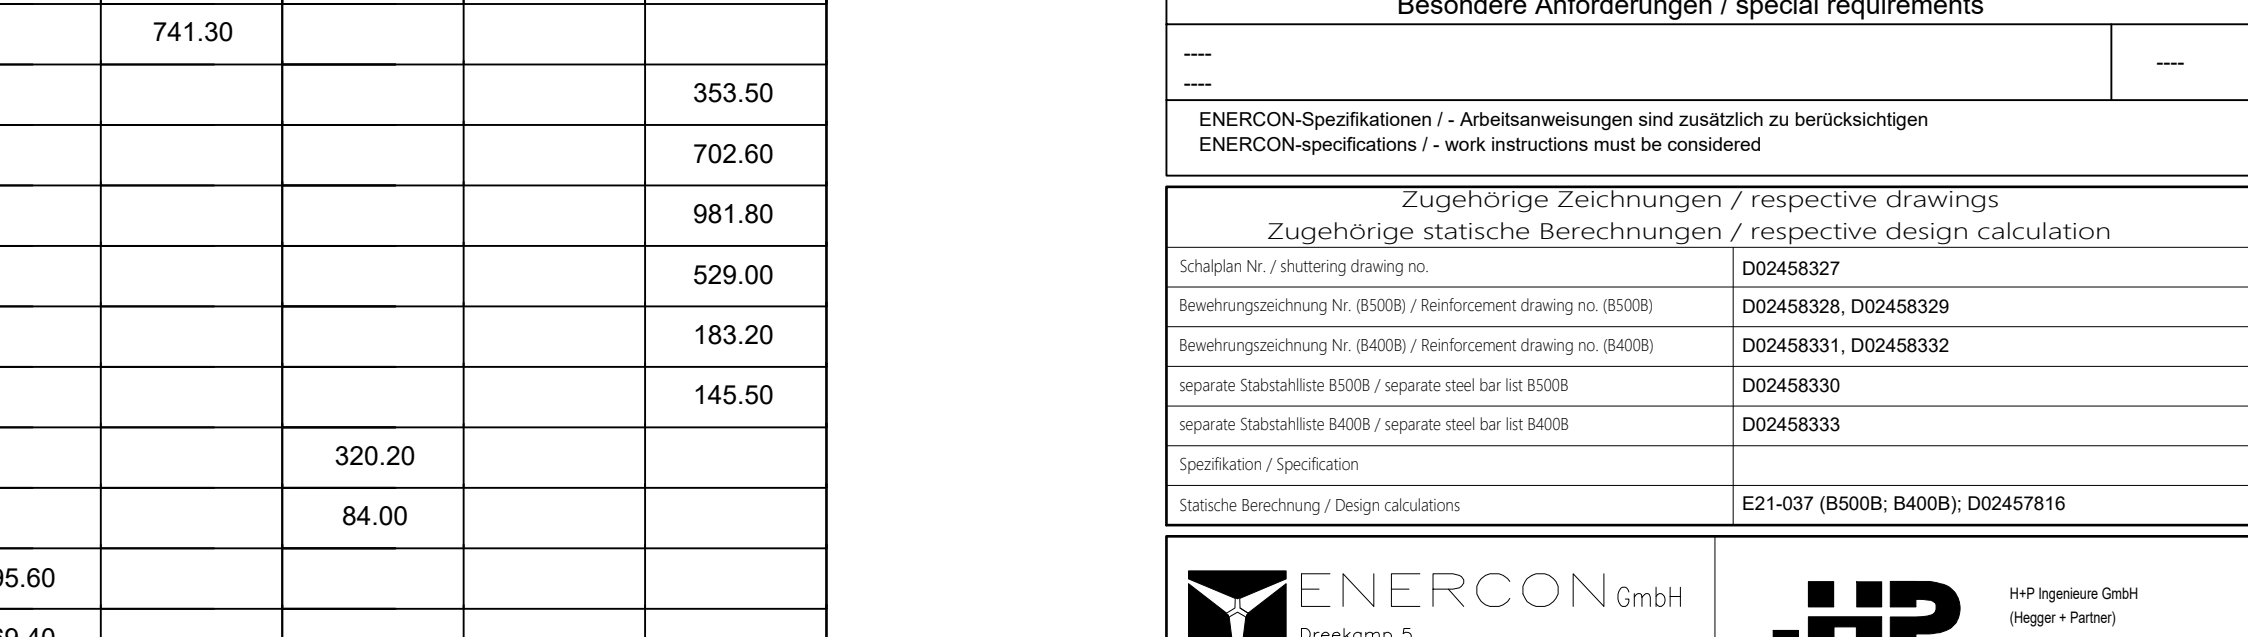 741.30
353.50
702.60
981.80
529.00
183.20
145.50
320.20
84.00
Besondere Anforderungen / special requirements
----
----
----
ENERCON-Spezifikationen / - Arbeitsanweisungen sind zusätzlich zu berücksichtigen
ENERCON-specifications / - work instructions must be considered
Zugehörige Zeichnungen / respective drawings
Zugehörige statische Berechnungen / respective design calculation
Schalplan Nr. / shuttering drawing no. D02458327
Bewehrungszeichnung Nr. (B500B) / Reinforcement drawing no. (B500B) D02458328, D02458329
Bewehrungszeichnung Nr. (B400B) / Reinforcement drawing no. (B400B) D02458331, D02458332
separate Stabstahlliste B500B / separate steel bar list B500B D02458330
separate Stabstahlliste B400B / separate steel bar list B400B D02458333
Spezifikation / Specification
Statische Berechnung / Design calculations E21-037 (B500B; B400B); D02457816
ENERCON GmbH
Dreekamp 5
HP
H+P Ingenieure GmbH
(Hegger + Partner)